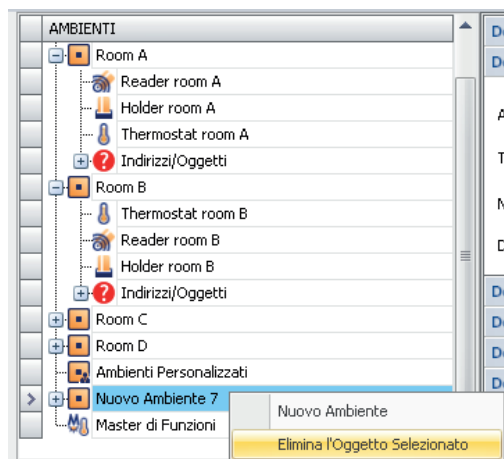 AMBIENTI
Room A
Reader room A
Holder room A
Thermostat room A
Indirizzi/Oggetti
Room B
Thermostat room B
Reader room B
Holder room B
Indirizzi/Oggetti
Room C
Room D
Ambienti Personalizzati
Nuovo Ambiente 7
Nuovo Ambiente
Master di Funzioni
Elimina l'Oggetto Selezionato